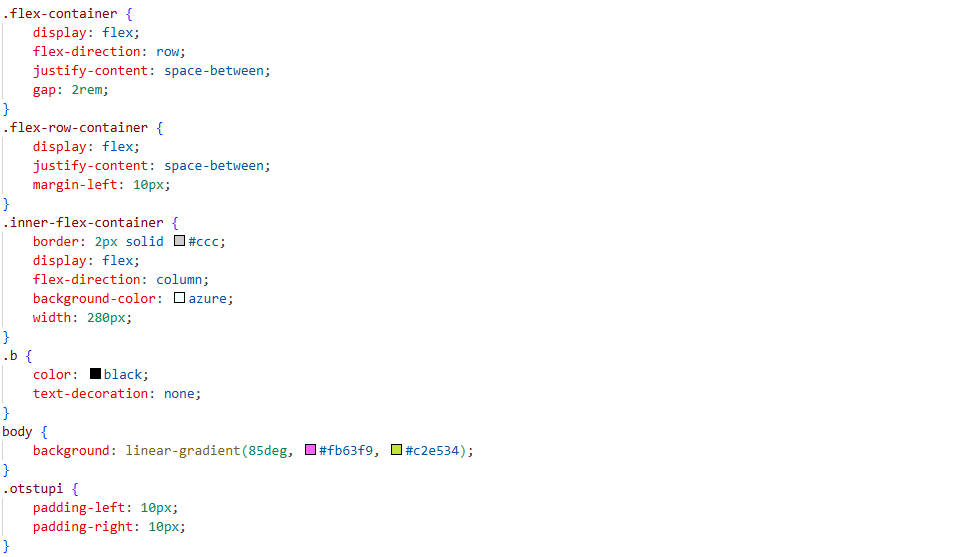 .flex-container {
    display: flex;
    flex-direction: row;
    justify-content: space-between;
    gap: 2rem;
}
.flex-row-container {
    display: flex;
    justify-content: space-between;
    margin-left: 10px;
}
.inner-flex-container {
    border: 2px solid #ccc;
    display: flex;
    flex-direction: column;
    background-color: azure;
    width: 280px;
}
.b {
    color: black;
    text-decoration: none;
}
body {
    background: linear-gradient(85deg, #fb63f9, #c2e534);
}
.otstupi {
    padding-left: 10px;
    padding-right: 10px;
}